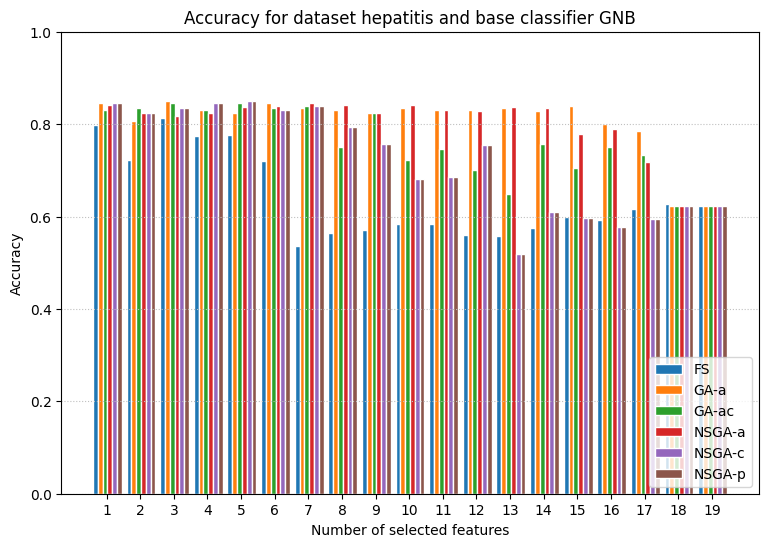 Accuracy for dataset hepatitis and base classifier GNB
1.0
0.8
0.6
0.4
0.2
0.0
Accuracy
1 2 3 4 5 6 7 8 9 10 11 12 13 14 15 16 17 18 19
Number of selected features
FS
GA-a
GA-ac
NSGA-a
NSGA-c
NSGA-p